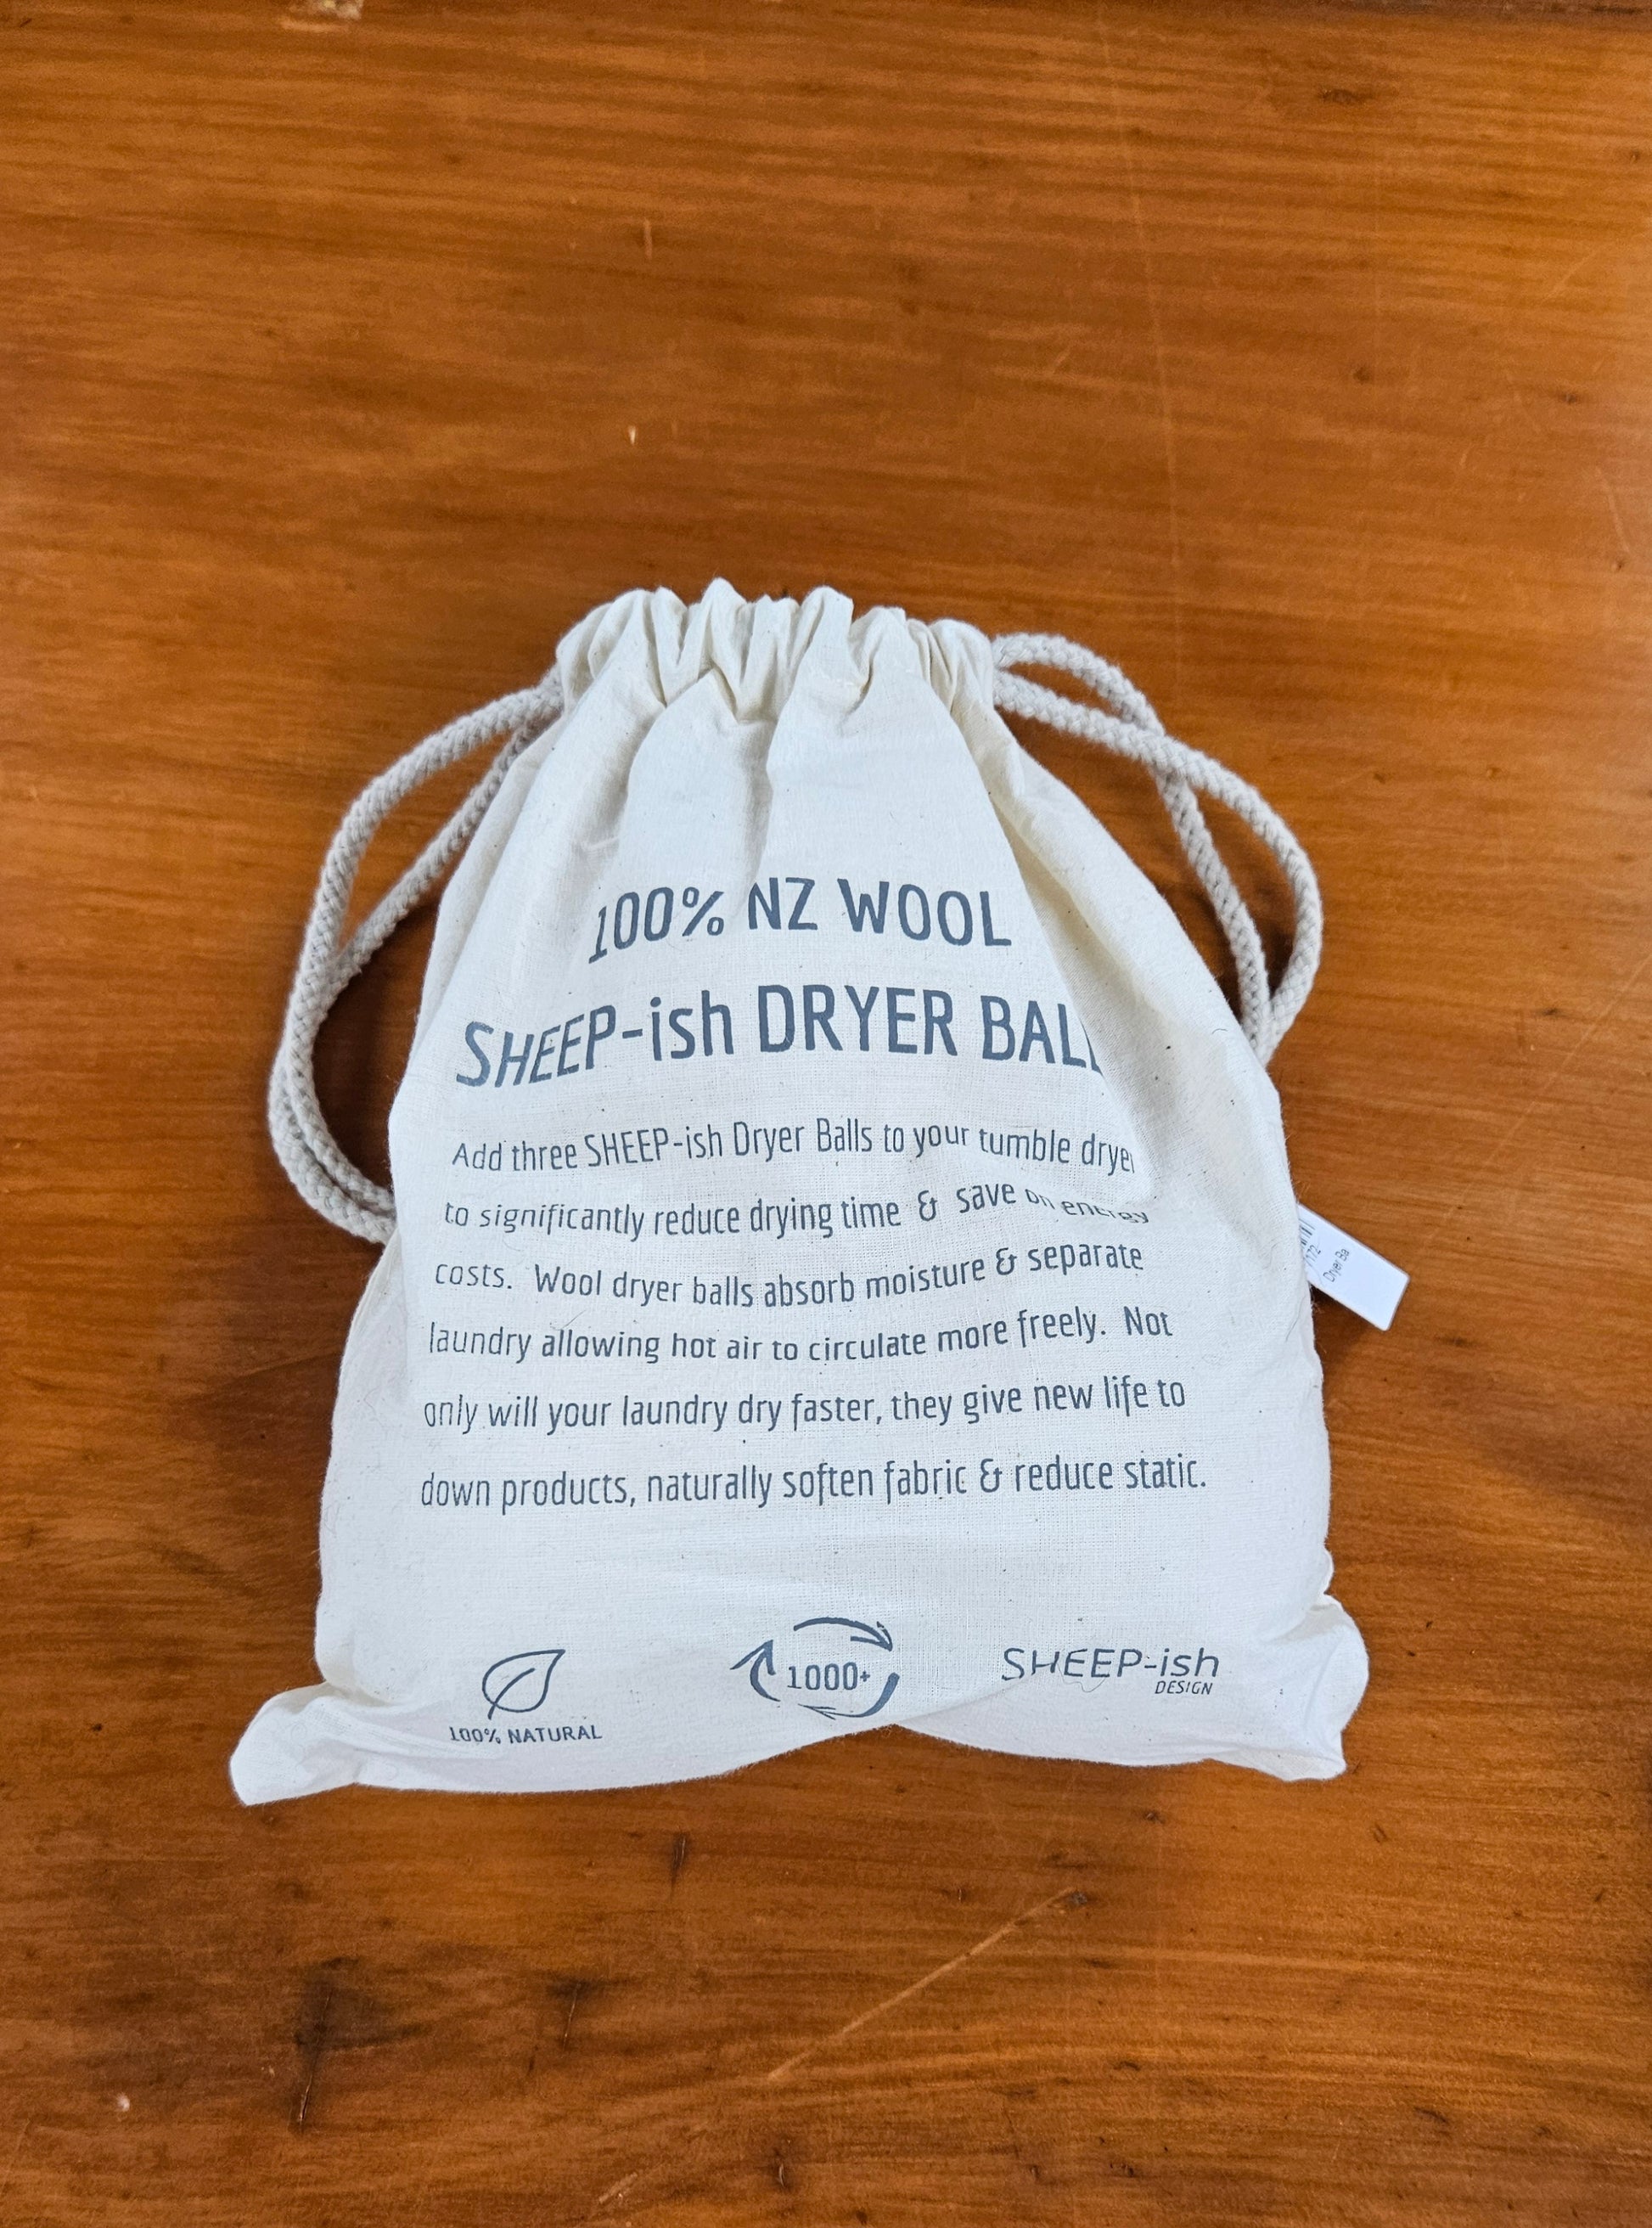 100% NZ WOOL
SHEEP-ish DRYER BAL
Add three SHEEP-ish Dryer Balls to your tumble dryer
to significantly reduce drying time & save on energy
costs. Wool dryer balls absorb moisture & separate
laundry allowing hot air to circulate more freely. Not
only will your laundry dry faster, they give new life to
down products, naturally soften fabric & reduce static.
100% NATURAL
1000+
SHEEP-ish
DESIGN
Dryer Ba